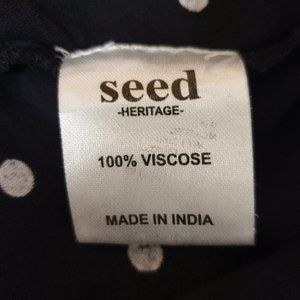 seed
-HERITAGE-
100% VISCOSE
MADE IN INDIA